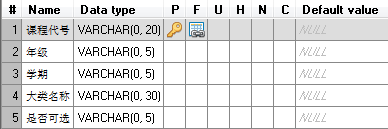 # Name Data type P F U H N C Default value
1 课程代号 VARCHAR(0, 20) NULL
2 年级 VARCHAR(0, 5) NULL
3 学期 VARCHAR(0, 5) NULL
4 大类名称 VARCHAR(0, 30) NULL
5 是否可选 VARCHAR(0, 5) NULL